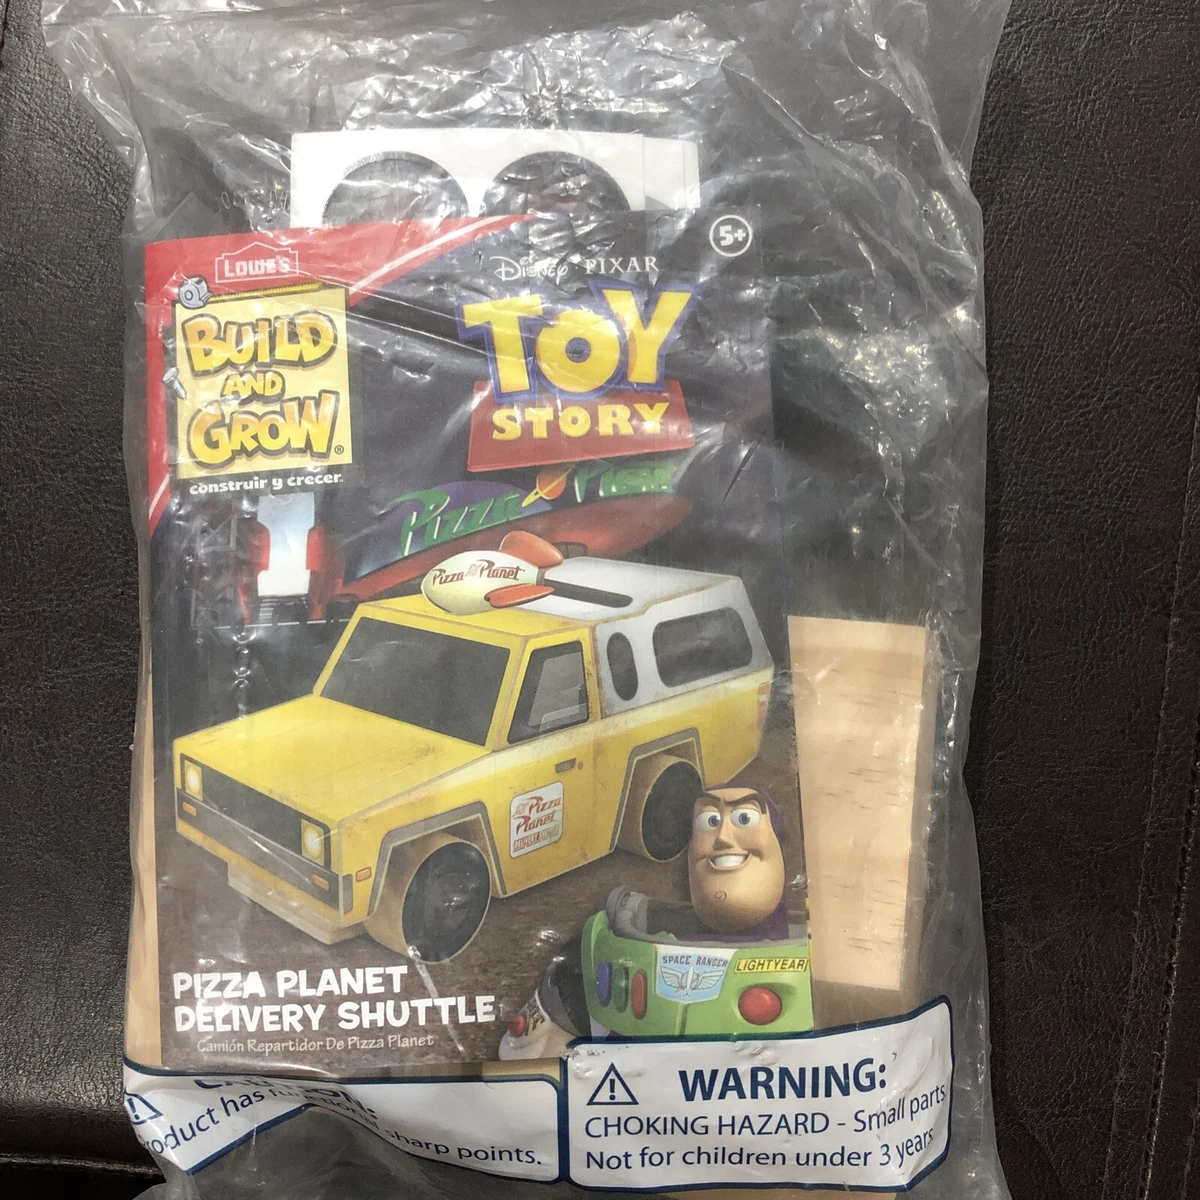 5+
LOWE'S
BUILD
AND
GROW®
construir y crecer.
Disney PIXAR
TOY
STORY
Pizza Planet
Pizza Planet
Pizza
Planet
SPACE RANGER
LIGHTYEAR
PIZZA PLANET
DELIVERY SHUTTLE
Camión Repartidor De Pizza Planet
CAUTION:
product has functional sharp points.
WARNING:
CHOKING HAZARD - Small parts
Not for children under 3 years